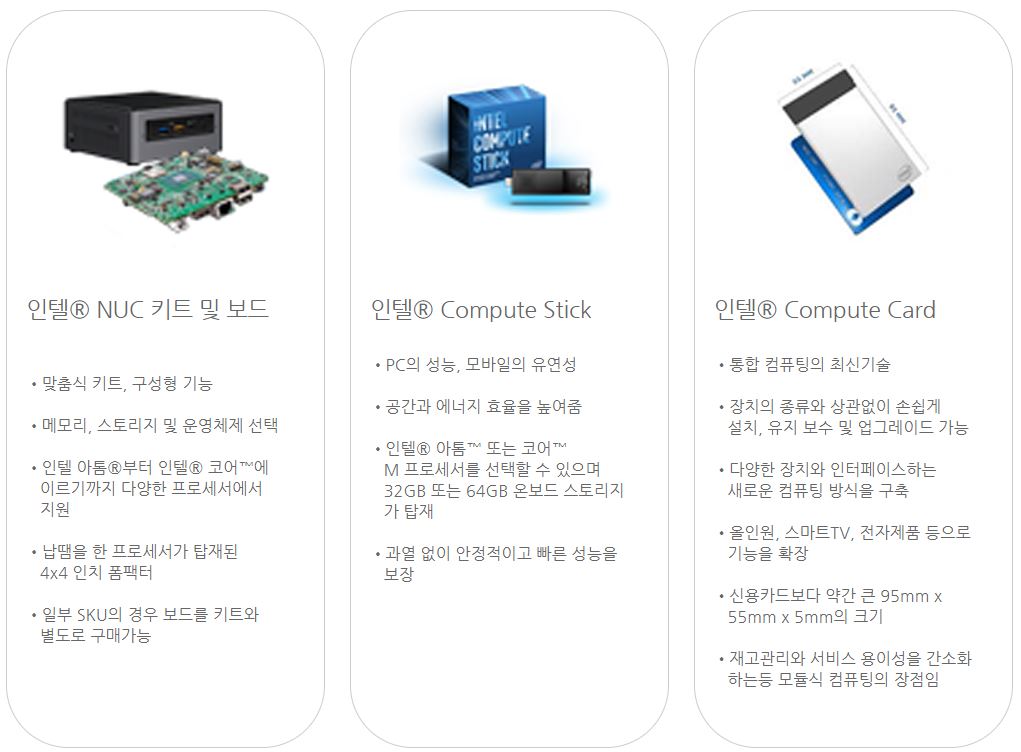 INTEL
COMPUTE
STICK
55 mm
95 mm
intel
인텔® NUC 키트 및 보드
• 맞춤식 키트, 구성형 기능
• 메모리, 스토리지 및 운영체제 선택
• 인텔 아톰®부터 인텔® 코어™에
이르기까지 다양한 프로세서에서
지원
• 납땜을 한 프로세서가 탑재된
4x4 인치 폼팩터
• 일부 SKU의 경우 보드를 키트와
별도로 구매가능
인텔® Compute Stick
• PC의 성능, 모바일의 유연성
• 공간과 에너지 효율을 높여줌
• 인텔® 아톰™ 또는 코어™
M 프로세서를 선택할 수 있으며
32GB 또는 64GB 온보드 스토리지
가 탑재
• 과열 없이 안정적이고 빠른 성능을
보장
인텔® Compute Card
• 통합 컴퓨팅의 최신기술
• 장치의 종류와 상관없이 손쉽게
설치, 유지 보수 및 업그레이드 가능
• 다양한 장치와 인터페이스하는
새로운 컴퓨팅 방식을 구축
• 올인원, 스마트TV, 전자제품 등으로
기능을 확장
• 신용카드보다 약간 큰 95mm x
55mm x 5mm의 크기
• 재고관리와 서비스 용이성을 간소화
하는등 모듈식 컴퓨팅의 장점임